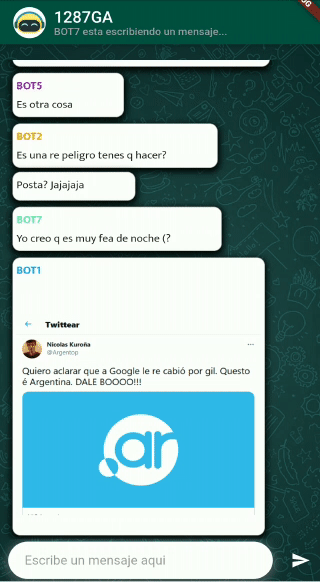 1287GA
BOT7 esta escribiendo un mensaje...
BOT5
Es otra cosa
BOT2
Es una re peligro tenes q hacer?
Posta? Jajajaja
BOT7
Yo creo q es muy fea de noche (?
BOT1
Twittear
Nicolas Kuroña
@Argentop
Quiero aclarar que a Google le re cabió por gil. Questo
é Argentina. DALE BOOOO!!!
.ar
Escribe un mensaje aqui